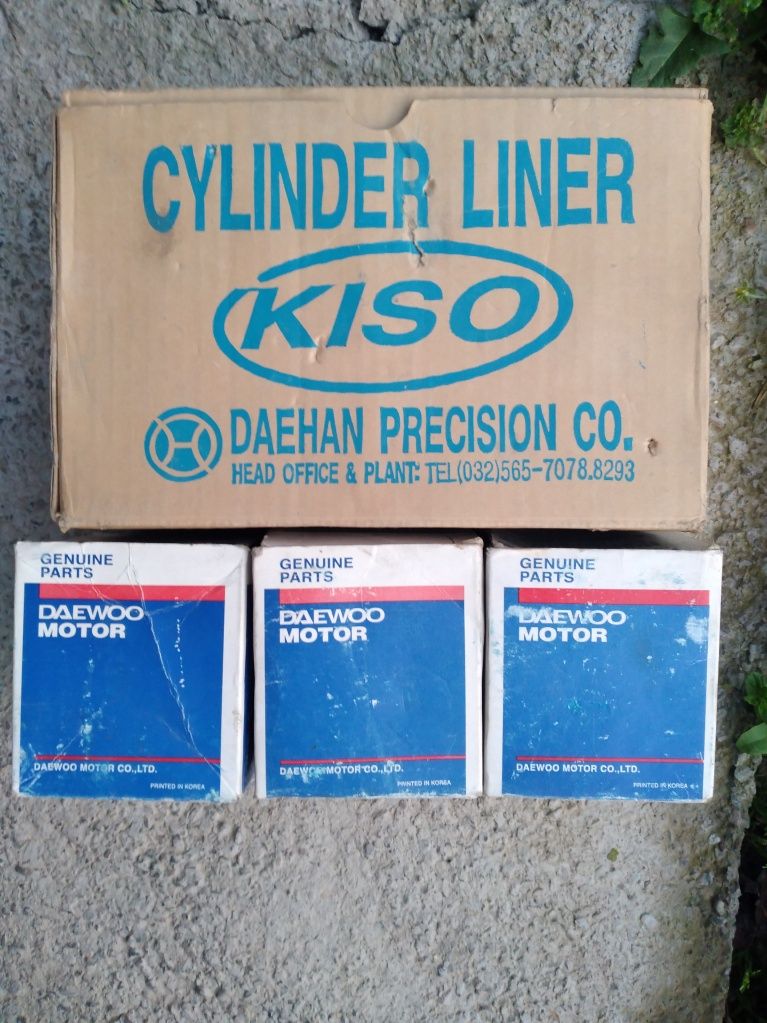 CYLINDER LINER
KISO
DAEHAN PRECISION CO.
HEAD OFFICE & PLANT: TEL(032)565-7078.8293
GENUINE
PARTS
DAEWOO
MOTOR
DAEWOO MOTOR CO.,LTD.
PRINTED IN KOREA
GENUINE
PARTS
DAEWOO
MOTOR
DAEWOO MOTOR CO.,LTD.
PRINTED IN KOREA
GENUINE
PARTS
DAEWOO
MOTOR
DAEWOO MOTOR CO.,LTD.
PRINTED IN KOREA